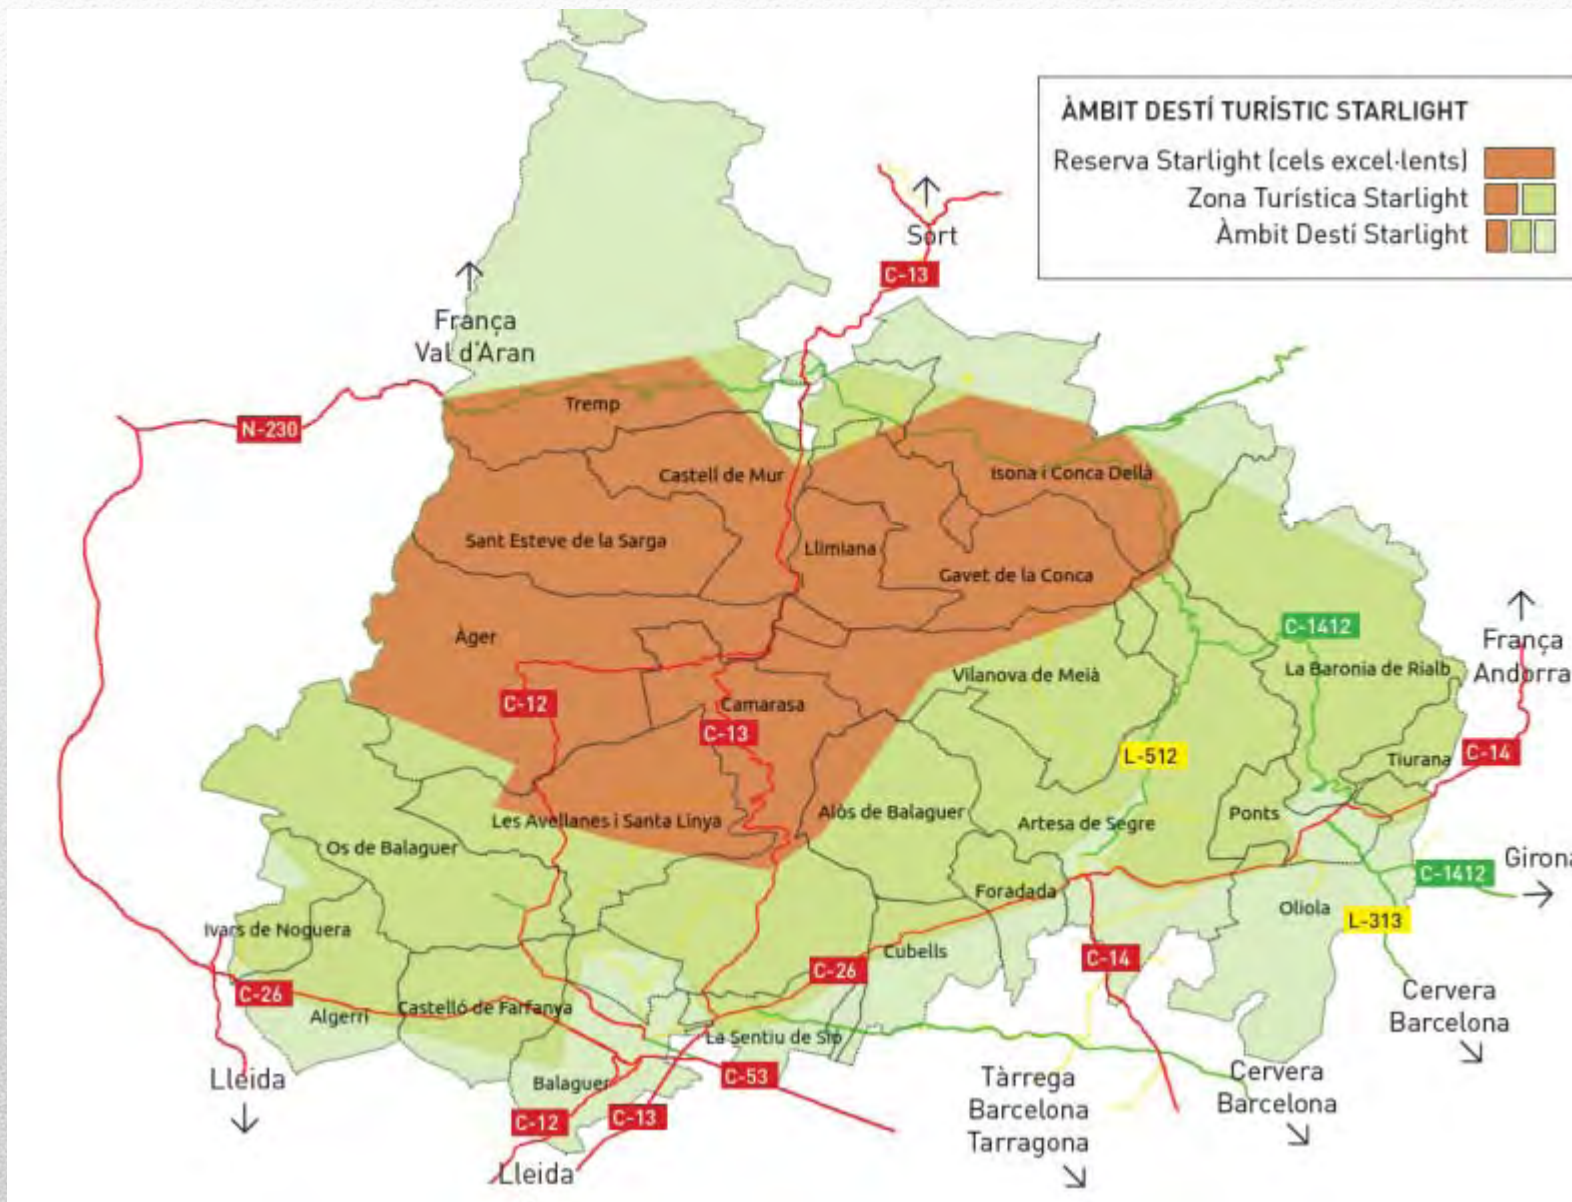 ÀMBIT DESTÍ TURÍSTIC STARLIGHT
Reserva Starlight (cels excel·lents)
Zona Turística Starlight
Àmbit Destí Starlight
Sort
C-13
França
Val d'Aran
N-230
Tremp
Castell de Mur
Isona i Conca Dellà
Sant Esteve de la Sarga
Llimiana
Gavet de la Conca
Àger
C-1412
França
Andorra
La Baronia de Rialb
Vilanova de Meià
C-12
Camarasa
C-13
L-512
C-14
Tiurana
Les Avellanes i Santa Linya
Alòs de Balaguer
Artesa de Segre
Ponts
Os de Balaguer
Girona
C-1412
Foradada
Oliola
L-313
Ivars de Noguera
Cubells
C-14
C-26
C-26
Algerri
Castelló de Farfanya
La Sentiu de Sió
Cervera
Barcelona
Lleida
Balaguer
C-53
Tàrrega
Barcelona
Tarragona
Cervera
Barcelona
C-12
C-13
Lleida